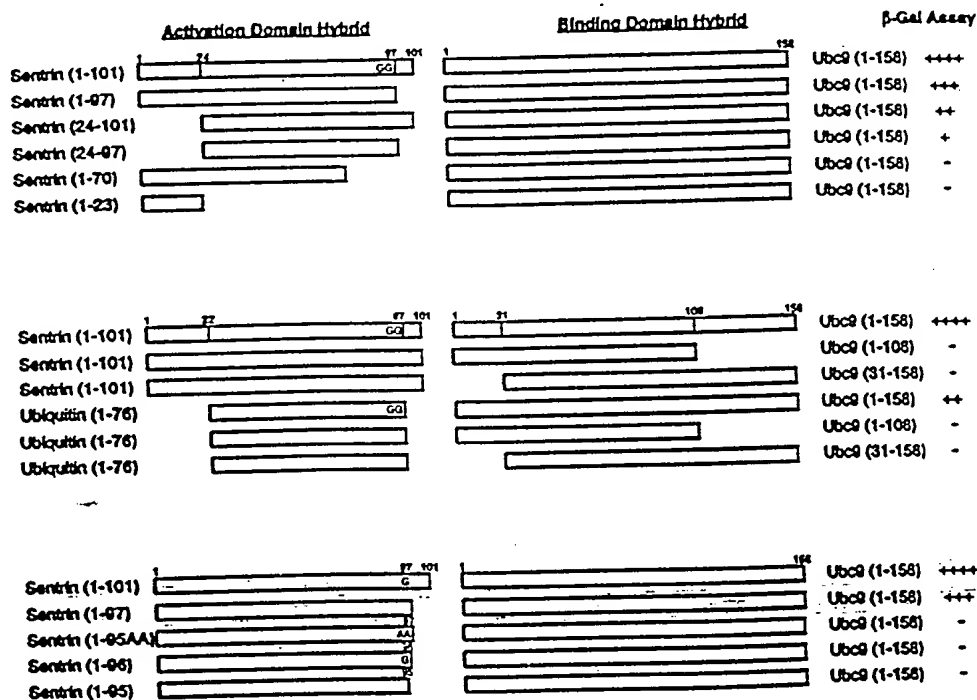 Activation Domain Hybrid Binding Domain Hybrid β-Gal Assay
1 24 97 101 1 158
Sentrin (1-101) GG Ubc9 (1-158) ++++
Sentrin (1-97) Ubc9 (1-158) +++
Sentrin (24-101) Ubc9 (1-158) ++
Sentrin (24-97) Ubc9 (1-158) +
Sentrin (1-70) Ubc9 (1-158) -
Sentrin (1-23) Ubc9 (1-158) -
1 22 97 101 1 31 108 158
Sentrin (1-101) GG Ubc9 (1-158) ++++
Sentrin (1-101) Ubc9 (1-108) -
Sentrin (1-101) Ubc9 (31-158) -
Ubiquitin (1-76) GG Ubc9 (1-158) ++
Ubiquitin (1-76) Ubc9 (1-108) -
Ubiquitin (1-76) Ubc9 (31-158) -
1 97 101 1 158
Sentrin (1-101) G Ubc9 (1-158) ++++
Sentrin (1-97) Ubc9 (1-158) +++
Sentrin (1-95AA) AA Ubc9 (1-158) -
Sentrin (1-96) G Ubc9 (1-158) -
Sentrin (1-95) Ubc9 (1-158) -